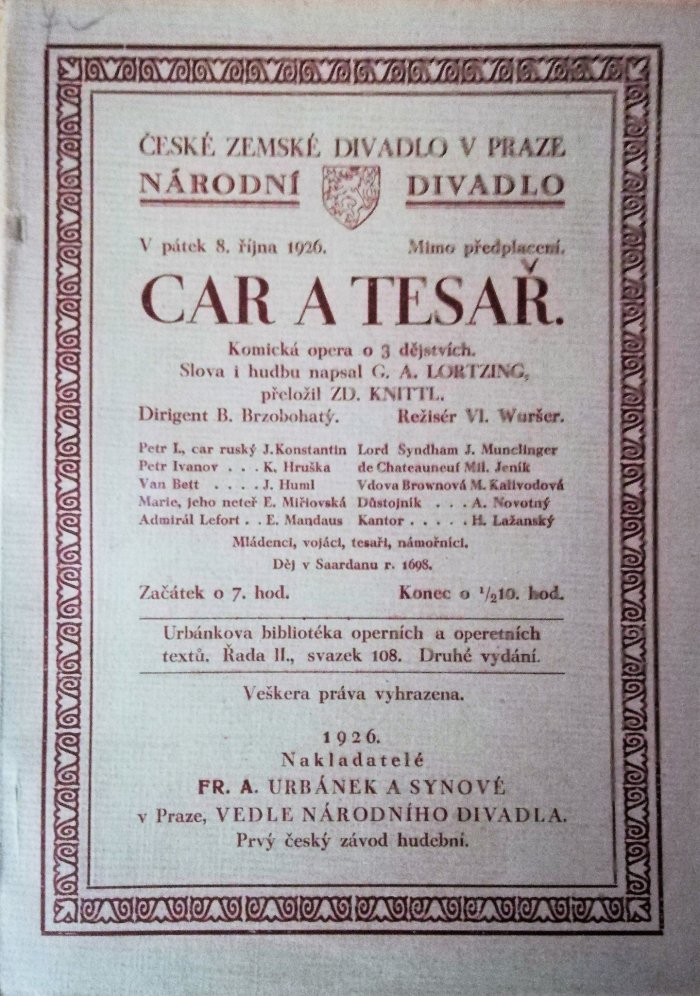 ČESKÉ ZEMSKÉ DIVADLO V PRAZE
NÁRODNÍ DIVADLO
V pátek 8. října 1926. Mimo předplacení.
CAR A TESAŘ.
Komická opera o 3 dějstvích.
Slova i hudbu napsal G. A. LORTZING,
přeložil ZD. KNITTL.
Dirigent B. Brzobohatý. Režisér Vl. Wuršer.
Petr I., car ruský J. Konstantin Lord Syndham J. Munclinger
Petr Ivanov . . . K. Hruška de Chateauneuf Mil. Jeník
Van Bett . . . . J. Huml Vdova Brownová M. Kalivodová
Marie, jeho neteř E. Miřiovská Důstojník . . . A. Novotný
Admirál Lefort . . E. Mandaus Kantor . . . . . H. Lažanský
Mládenci, vojáci, tesaři, námořníci.
Děj v Saardanu r. 1698.
Začátek o 7. hod. Konec o ½10. hod.
Urbánkova bibliotéka operních a operetních
textů. Řada II., svazek 108. Druhé vydání.
Veškera práva vyhrazena.
1926.
Nakladatelé
FR. A. URBÁNEK A SYNOVÉ
v Praze, VEDLE NÁRODNÍHO DIVADLA.
Prvý český závod hudební.